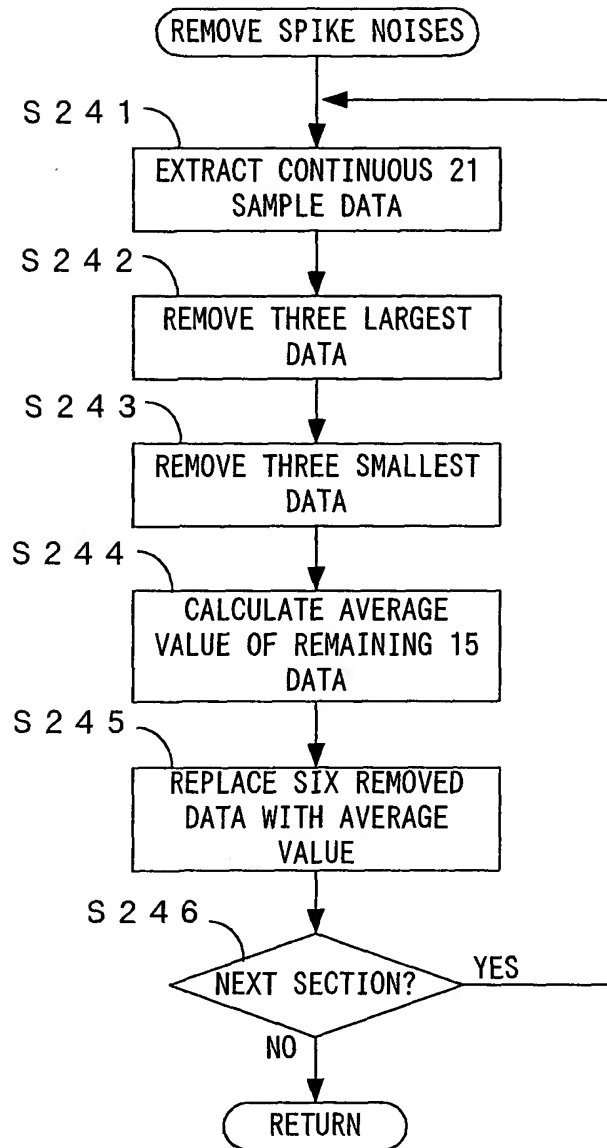 REMOVE SPIKE NOISES
S241
EXTRACT CONTINUOUS 21
SAMPLE DATA
S242
REMOVE THREE LARGEST
DATA
S243
REMOVE THREE SMALLEST
DATA
S244
CALCULATE AVERAGE
VALUE OF REMAINING 15
DATA
S245
REPLACE SIX REMOVED
DATA WITH AVERAGE
VALUE
S246
NEXT SECTION?
YES
NO
RETURN